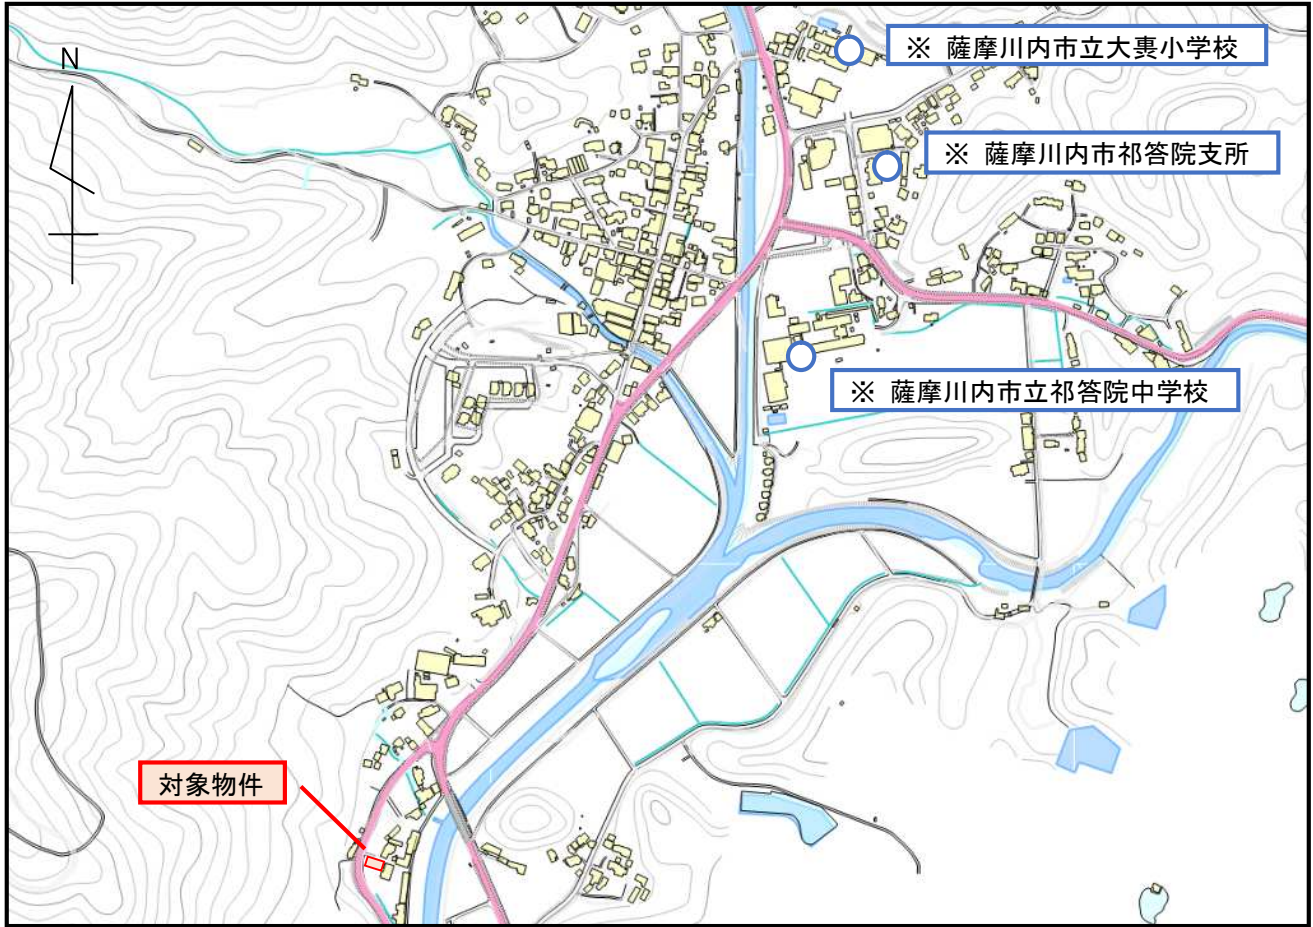 N
※ 薩摩川内市立大軣小学校
※ 薩摩川内市祁答院支所
※ 薩摩川内市立祁答院中学校
対象物件